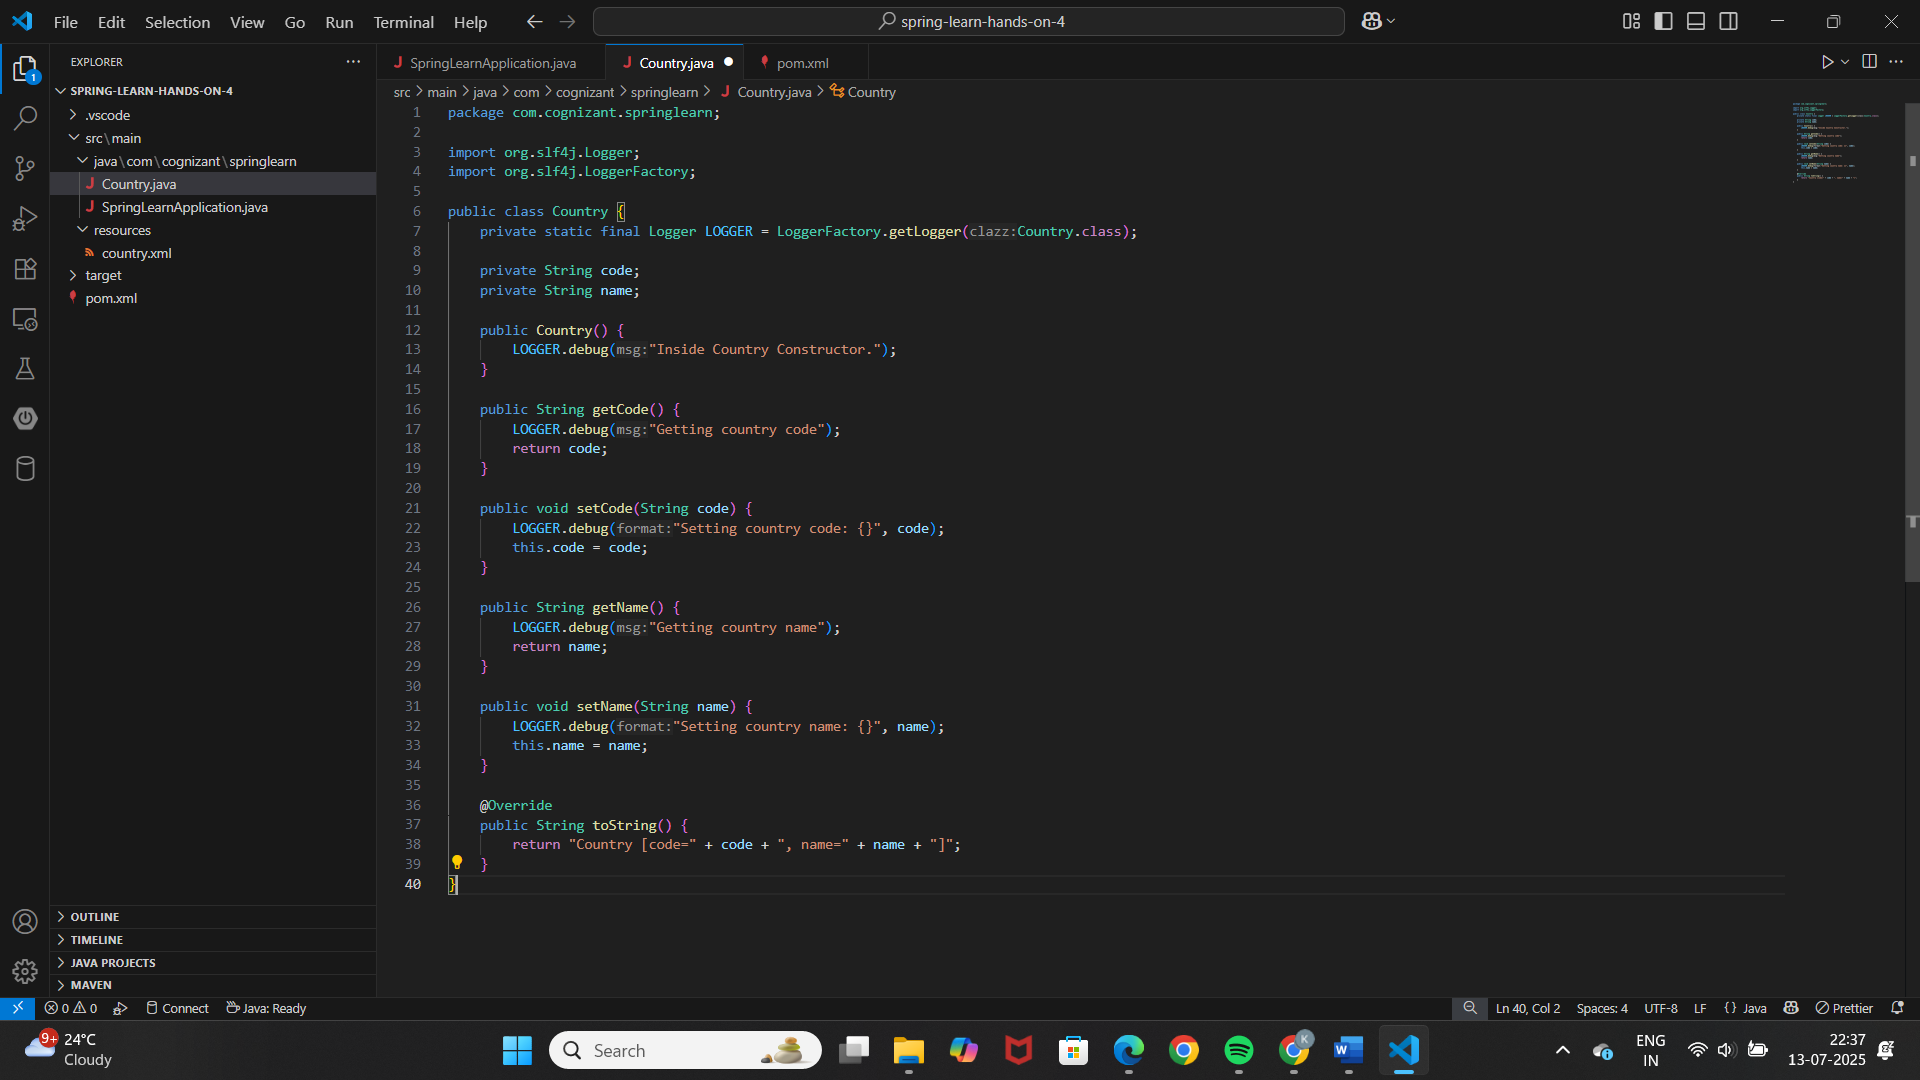 File Edit Selection View Go Run Terminal Help
spring-learn-hands-on-4
EXPLORER
SPRING-LEARN-HANDS-ON-4
.vscode
src\main
java\com\cognizant\springlearn
Country.java
SpringLearnApplication.java
resources
country.xml
target
pom.xml
OUTLINE
TIMELINE
JAVA PROJECTS
MAVEN
SpringLearnApplication.java Country.java pom.xml
src > main > java > com > cognizant > springlearn > Country.java > Country
1 package com.cognizant.springlearn;
2
3 import org.slf4j.Logger;
4 import org.slf4j.LoggerFactory;
5
6 public class Country {
7 private static final Logger LOGGER = LoggerFactory.getLogger(clazz:Country.class);
8
9 private String code;
10 private String name;
11
12 public Country() {
13 LOGGER.debug(msg:"Inside Country Constructor.");
14 }
15
16 public String getCode() {
17 LOGGER.debug(msg:"Getting country code");
18 return code;
19 }
20
21 public void setCode(String code) {
22 LOGGER.debug(format:"Setting country code: {}", code);
23 this.code = code;
24 }
25
26 public String getName() {
27 LOGGER.debug(msg:"Getting country name");
28 return name;
29 }
30
31 public void setName(String name) {
32 LOGGER.debug(format:"Setting country name: {}", name);
33 this.name = name;
34 }
35
36 @Override
37 public String toString() {
38 return "Country [code=" + code + ", name=" + name + "]";
39 }
40 }
0 0 Connect Java: Ready Ln 40, Col 2 Spaces: 4 UTF-8 LF {} Java Prettier
9+ 24°C
Cloudy
Search
K
ENG
IN
22:37
13-07-2025